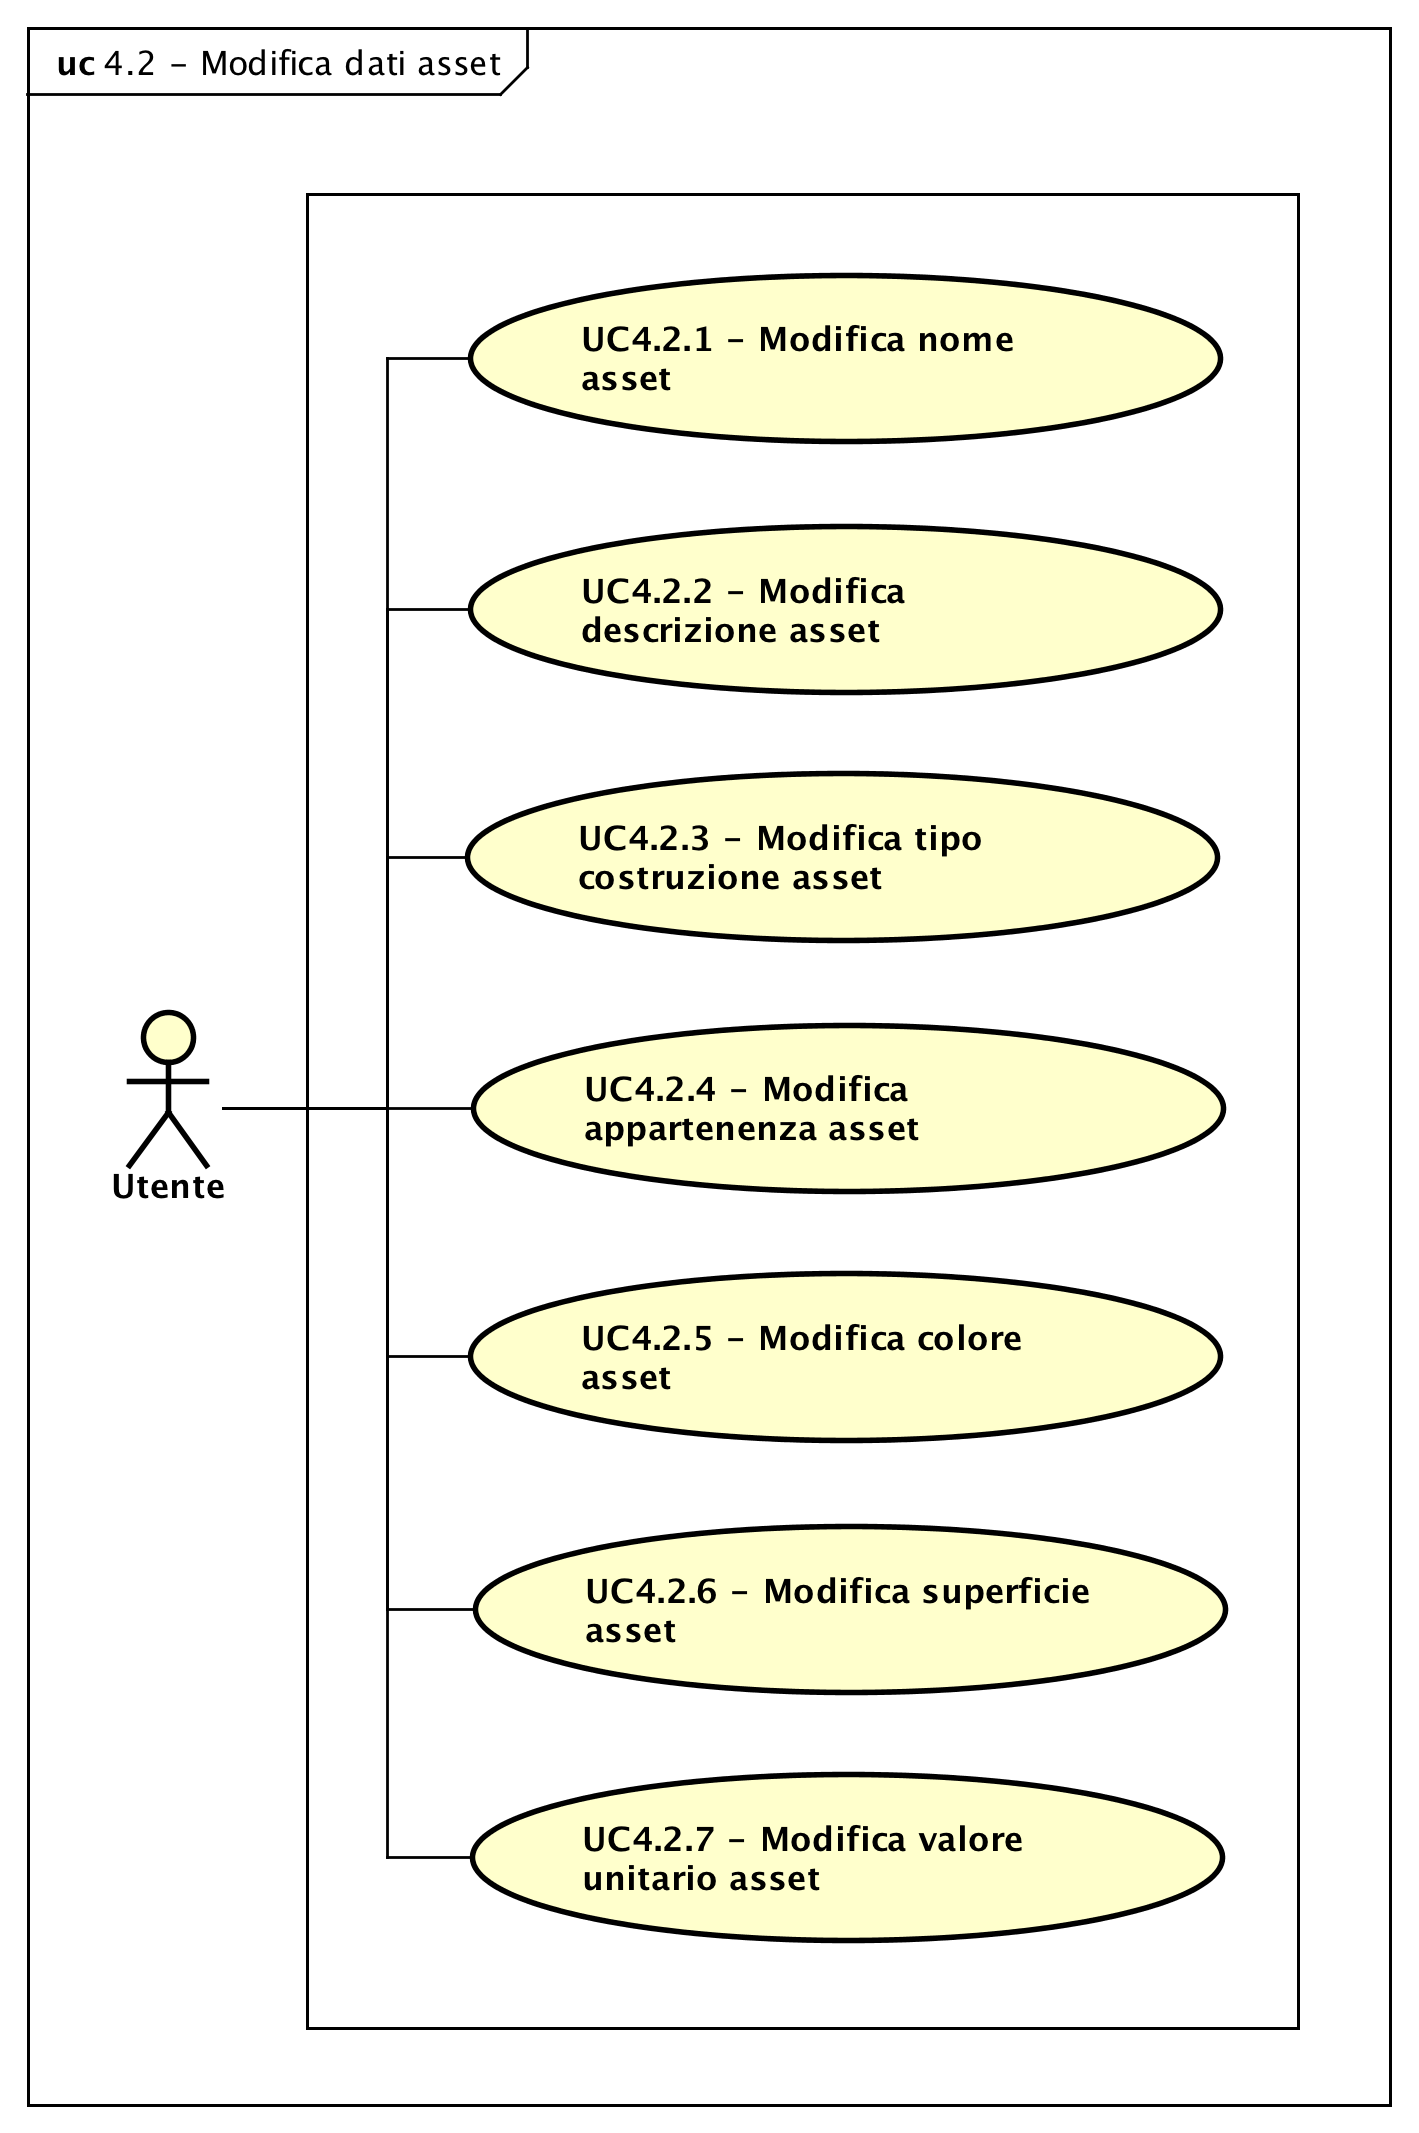 uc 4.2 – Modifica dati asset
UC4.2.1 – Modifica nome
asset
UC4.2.2 – Modifica
descrizione asset
UC4.2.3 – Modifica tipo
costruzione asset
UC4.2.4 – Modifica
appartenenza asset
Utente
UC4.2.5 – Modifica colore
asset
UC4.2.6 – Modifica superficie
asset
UC4.2.7 – Modifica valore
unitario asset